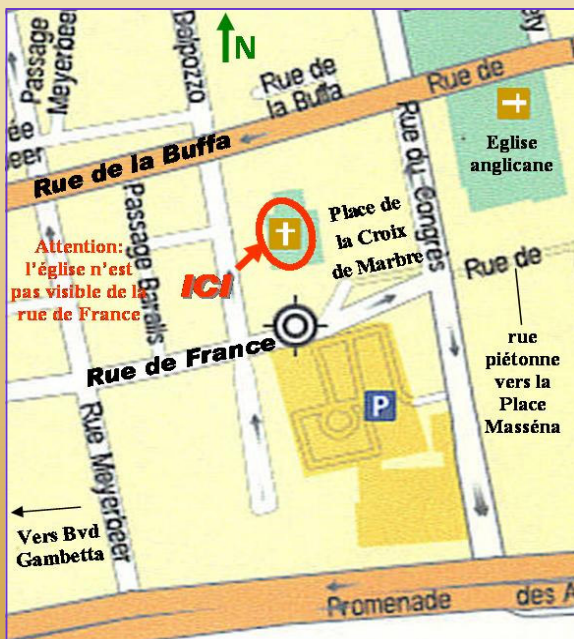 Passage
Meyerbeer
Delpozzo
N
Rue de
la Buffa
Rue de
Eglise
anglicane
ée
eer
Rue de la Buffa
Passage
Rue du Congrès
Place de
la Croix
de Marbre
Attention:
l'église n'est
pas visible de la
rue de France
ICI
Rue de
Rue de France
rue
piétonne
vers la
Place
Masséna
P
Rue Meyerbeer
Vers Bvd
Gambetta
Promenade
des A